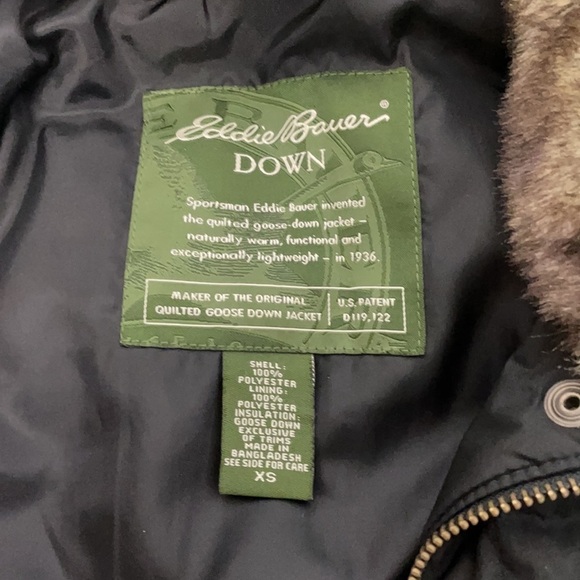 Eddie Bauer®
DOWN
Sportsman Eddie Bauer invented
the quilted goose-down jacket –
naturally warm, functional and
exceptionally lightweight – in 1936.
MAKER OF THE ORIGINAL
QUILTED GOOSE DOWN JACKET
U.S. PATENT
D119,122
SHELL:
100%
POLYESTER
LINING:
100%
POLYESTER
INSULATION:
GOOSE DOWN
EXCLUSIVE
OF TRIMS
MADE IN
BANGLADESH
SEE SIDE FOR CARE
XS